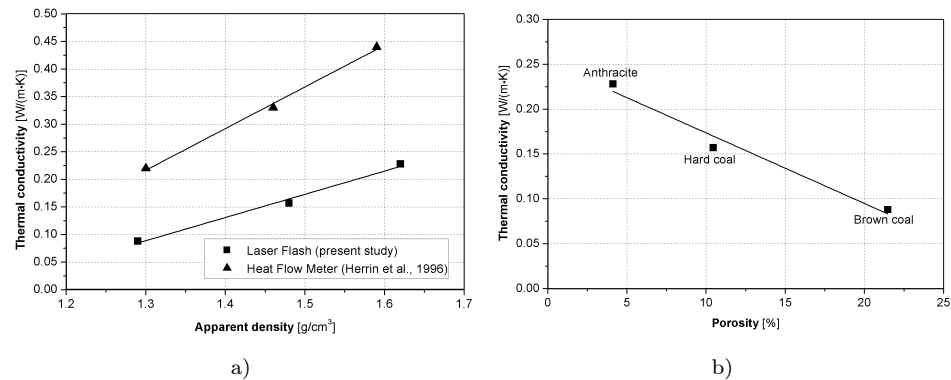 0.50
0.45
0.40
0.35
0.30
0.25
0.20
0.15
0.10
0.05
0.00
Thermal conductivity [W/(m·K)]
Laser Flash (present study)
Heat Flow Meter (Herrin et al., 1996)
1.2 1.3 1.4 1.5 1.6 1.7
Apparent density [g/cm³]
a)
0.30
0.25
0.20
0.15
0.10
0.05
0.00
Thermal conductivity [W/(m·K)]
Anthracite
Hard coal
Brown coal
0 5 10 15 20 25
Porosity [%]
b)